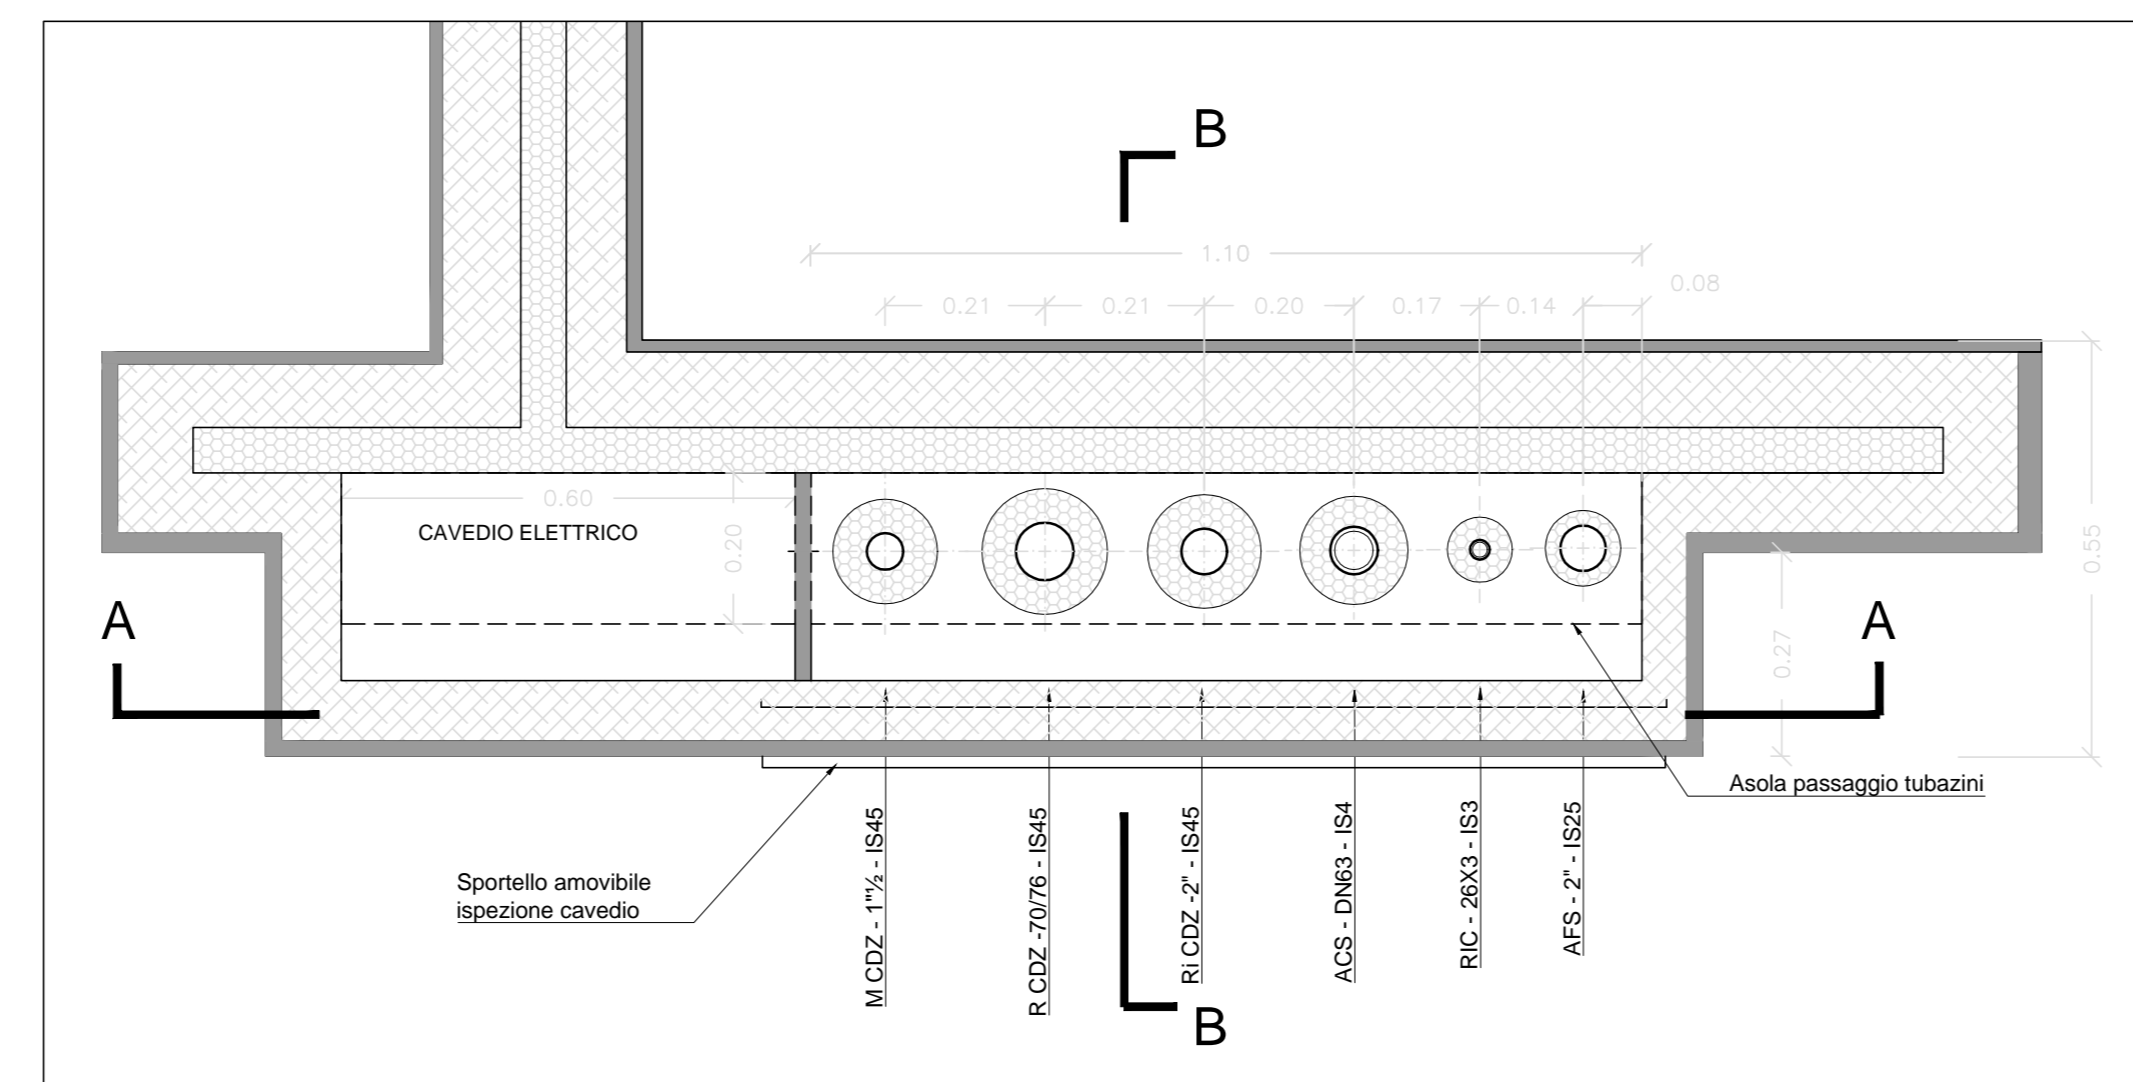 B
1.10
0.08
0.21
0.21
0.20
0.17
0.14
0.60
CAVEDIO ELETTRICO
0.20
0.55
A
A
0.27
Asola passaggio tubazini
Sportello amovibile
ispezione cavedio
M CDZ - 1"½ - IS45
R CDZ -70/76 - IS45
Ri CDZ -2" - IS45
ACS - DN63 - IS4
RIC - 26X3 - IS3
AFS - 2" - IS25
B